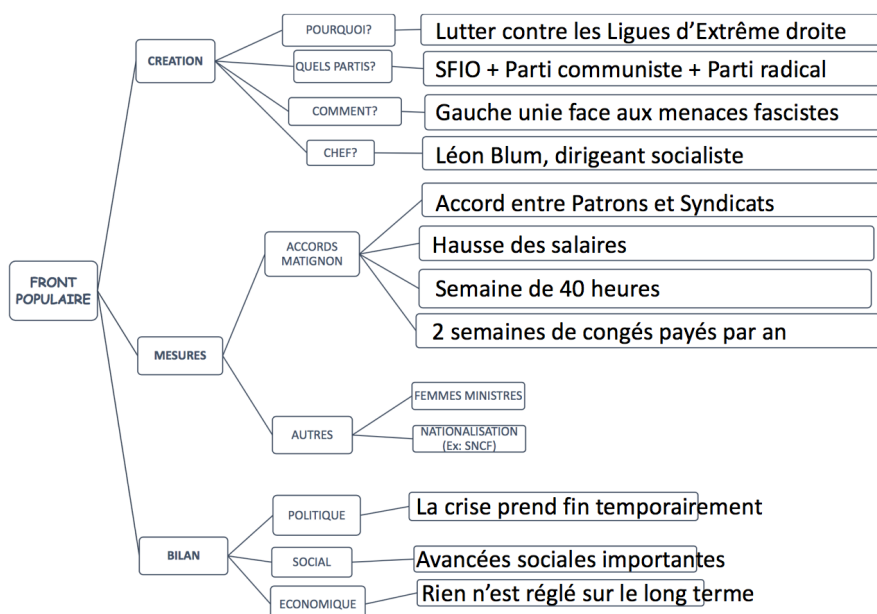 FRONT
POPULAIRE
CREATION
POURQUOI?
Lutter contre les Ligues d'Extrême droite
QUELS PARTIS?
SFIO + Parti communiste + Parti radical
COMMENT?
Gauche unie face aux menaces fascistes
CHEF?
Léon Blum, dirigeant socialiste
MESURES
ACCORDS
MATIGNON
Accord entre Patrons et Syndicats
Hausse des salaires
Semaine de 40 heures
2 semaines de congés payés par an
AUTRES
FEMMES MINISTRES
NATIONALISATION
(Ex: SNCF)
BILAN
POLITIQUE
La crise prend fin temporairement
SOCIAL
Avancées sociales importantes
ECONOMIQUE
Rien n'est réglé sur le long terme